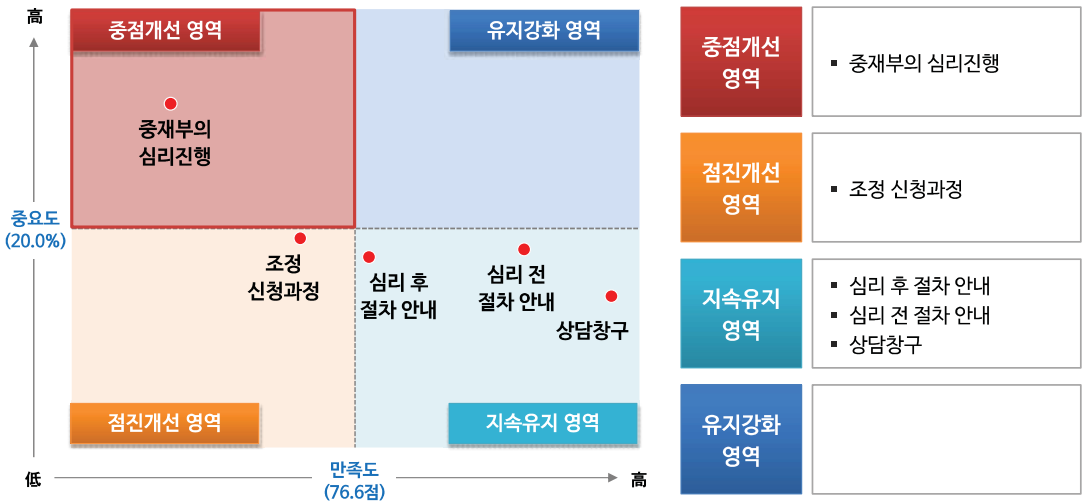 高
중점개선 영역
유지강화 영역
중재부의
심리진행
중요도
(20.0%)
조정
신청과정
심리 후
절차 안내
심리 전
절차 안내
상담창구
점진개선 영역
지속유지 영역
低
만족도
(76.6점)
高
중점개선
영역
▪ 중재부의 심리진행
점진개선
영역
▪ 조정 신청과정
지속유지
영역
▪ 심리 후 절차 안내
▪ 심리 전 절차 안내
▪ 상담창구
유지강화
영역